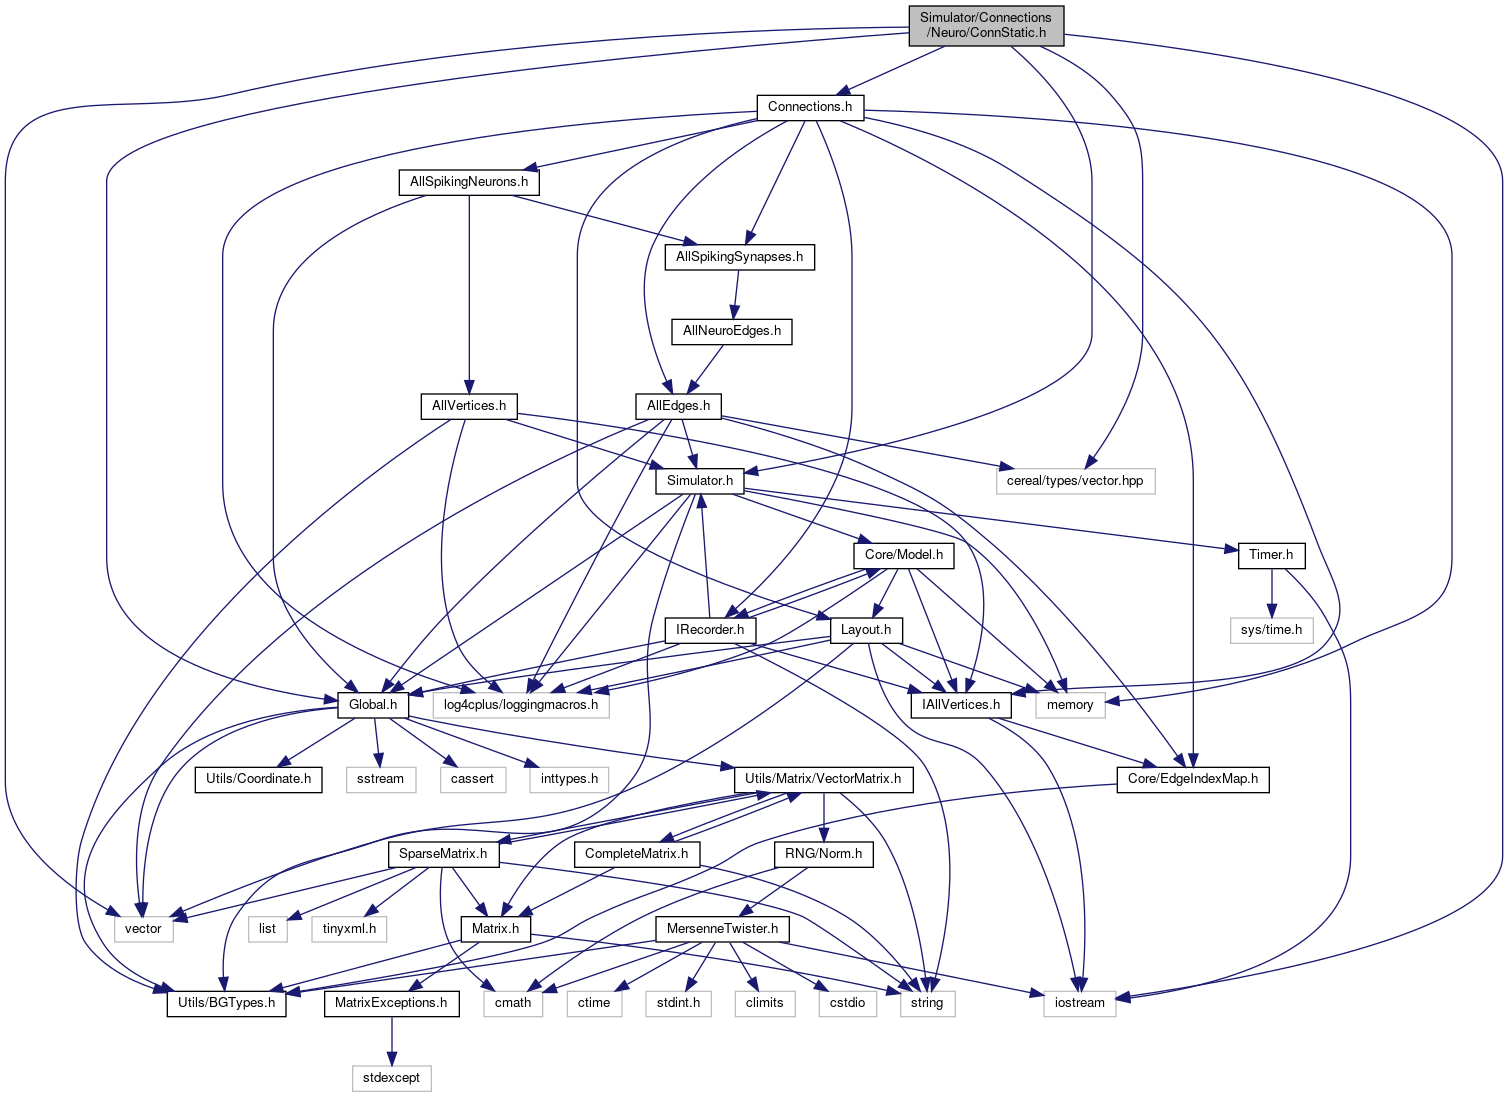 Simulator/Connections
/Neuro/ConnStatic.h
Connections.h
AllSpikingNeurons.h
AllSpikingSynapses.h
AllNeuroEdges.h
AllVertices.h
AllEdges.h
Simulator.h
cereal/types/vector.hpp
Core/Model.h
Timer.h
IRecorder.h
Layout.h
sys/time.h
Global.h
log4cplus/loggingmacros.h
IAllVertices.h
memory
Utils/Coordinate.h
sstream
cassert
inttypes.h
Utils/Matrix/VectorMatrix.h
Core/EdgeIndexMap.h
SparseMatrix.h
CompleteMatrix.h
RNG/Norm.h
vector
list
tinyxml.h
Matrix.h
MersenneTwister.h
Utils/BGTypes.h
MatrixExceptions.h
cmath
ctime
stdint.h
climits
cstdio
string
iostream
stdexcept